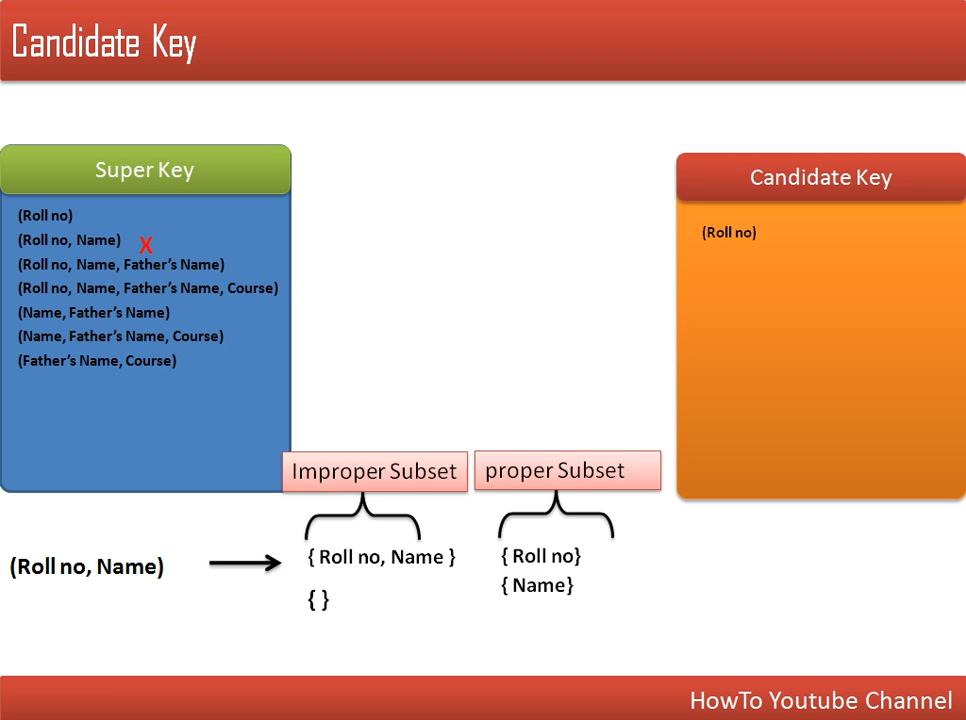 Candidate Key
Super Key
(Roll no)
(Roll no, Name)
X
(Roll no, Name, Father's Name)
(Roll no, Name, Father's Name, Course)
(Name, Father's Name)
(Name, Father's Name, Course)
(Father's Name, Course)
Candidate Key
(Roll no)
Improper Subset
proper Subset
(Roll no, Name)
{ Roll no, Name }
{ }
{ Roll no}
{ Name}
HowTo Youtube Channel